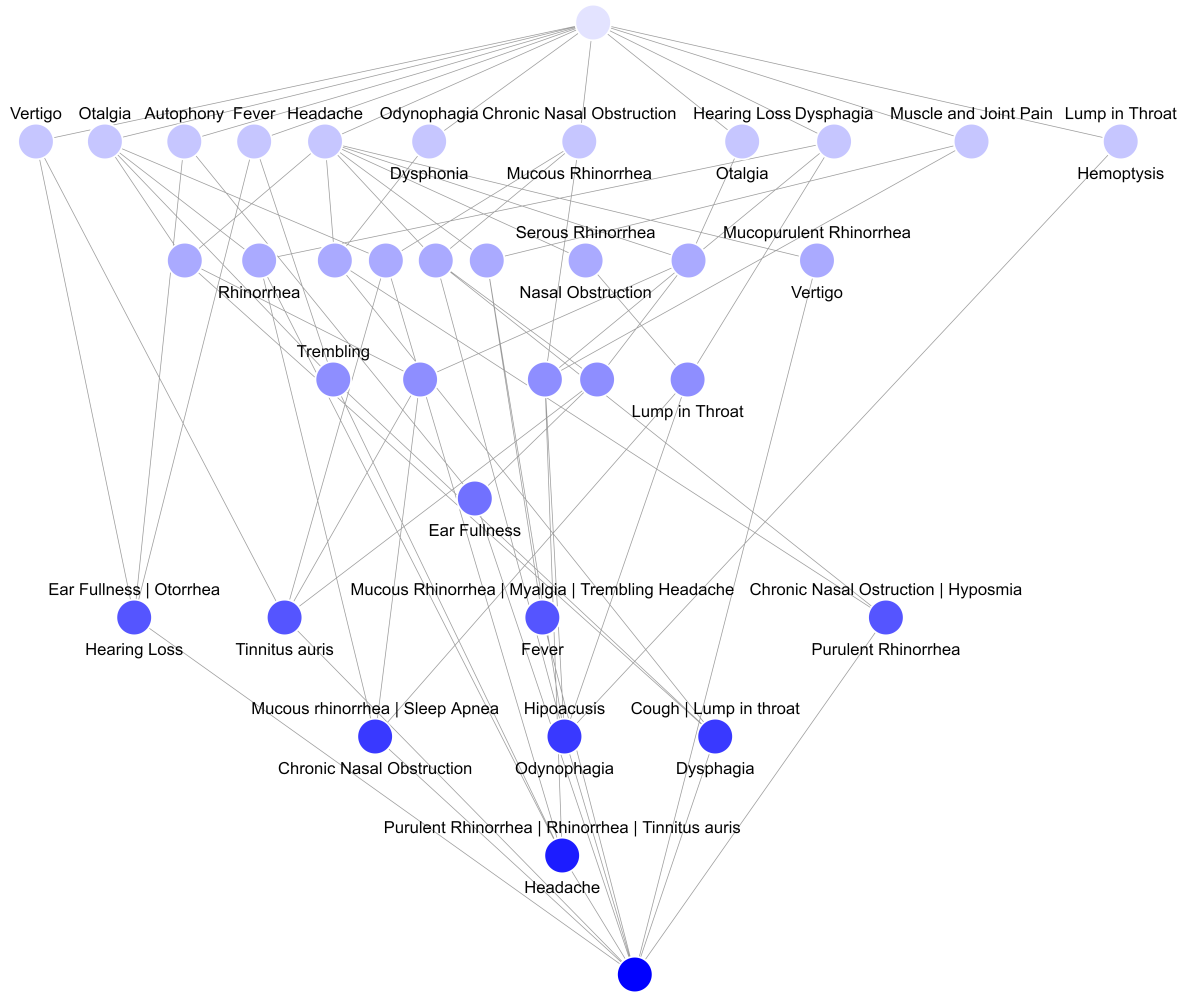 Vertigo Otalgia Autophony Fever Headache Odynophagia Chronic Nasal Obstruction Hearing Loss Dysphagia Muscle and Joint Pain Lump in Throat
Dysphonia Mucous Rhinorrhea Otalgia Hemoptysis
Serous Rhinorrhea Mucopurulent Rhinorrhea
Rhinorrhea Nasal Obstruction Vertigo
Trembling
Lump in Throat
Ear Fullness
Ear Fullness | Otorrhea Mucous Rhinorrhea | Myalgia | Trembling Headache Chronic Nasal Ostruction | Hyposmia
Hearing Loss Tinnitus auris Fever Purulent Rhinorrhea
Mucous rhinorrhea | Sleep Apnea Hipoacusis Cough | Lump in throat
Chronic Nasal Obstruction Odynophagia Dysphagia
Purulent Rhinorrhea | Rhinorrhea | Tinnitus auris
Headache